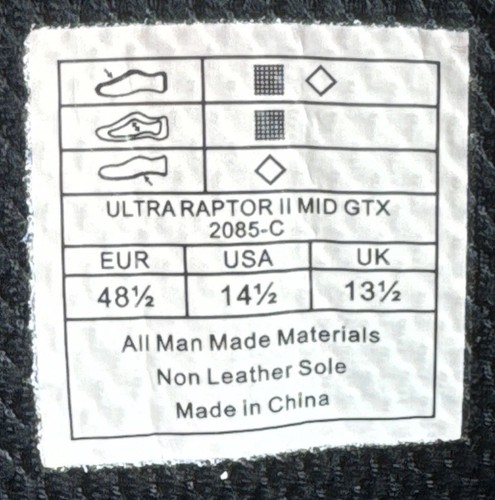 ULTRA RAPTOR II MID GTX
2085-C
EUR USA UK
48½ 14½ 13½
All Man Made Materials
Non Leather Sole
Made in China